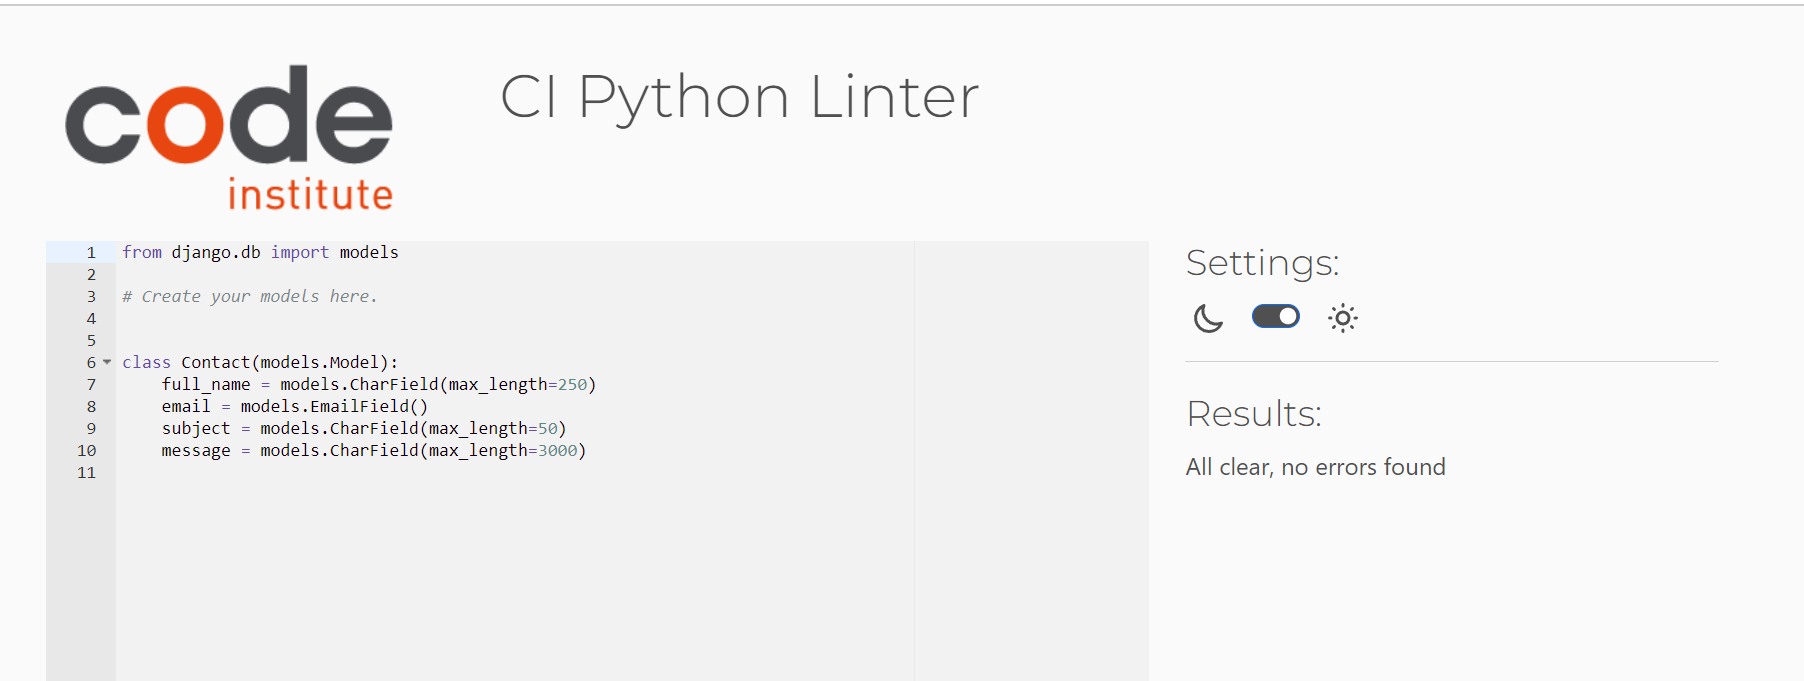 code
institute
CI Python Linter
1 from django.db import models
2
3 # Create your models here.
4
5
6 class Contact(models.Model):
7     full_name = models.CharField(max_length=250)
8     email = models.EmailField()
9     subject = models.CharField(max_length=50)
10     message = models.CharField(max_length=3000)
11
Settings:
Results:
All clear, no errors found